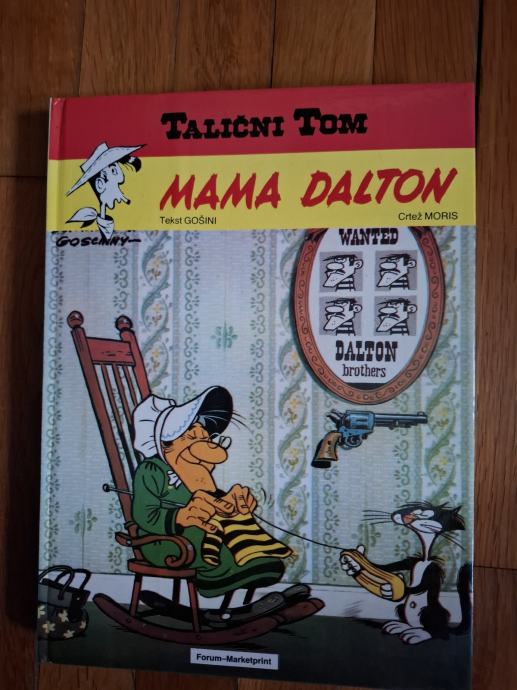 TALIČNI TOM
MAMA DALTON
Tekst GOŠINI
Crtež MORIS
GOSCINNY
WANTED
DALTON
brothers
Forum–Marketprint